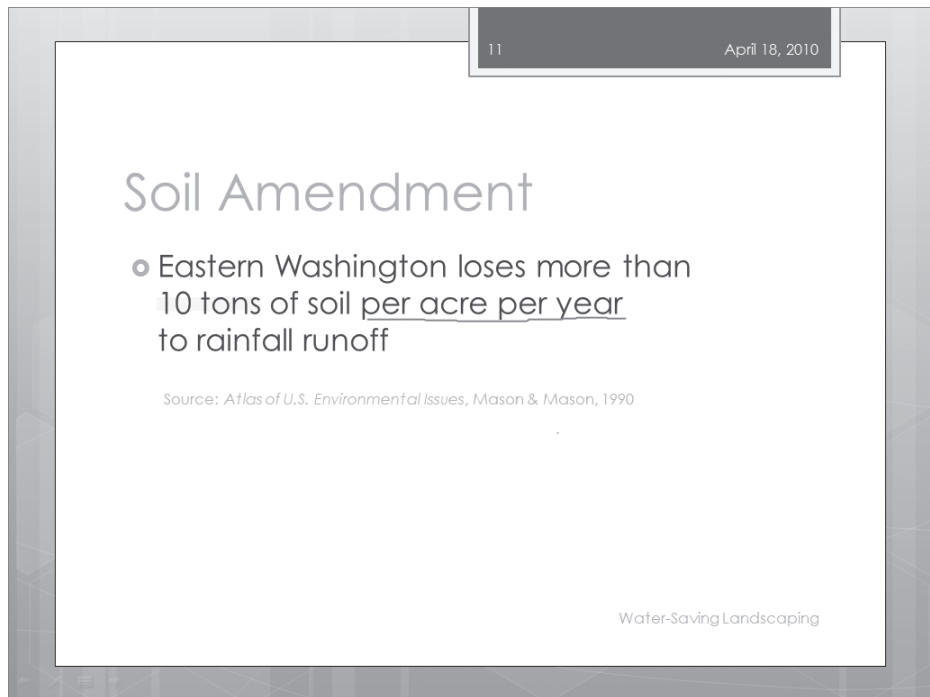 11 April 18, 2010
Soil Amendment
Eastern Washington loses more than
10 tons of soil per acre per year
to rainfall runoff
Source: Atlas of U.S. Environmental Issues, Mason & Mason, 1990
Water-Saving Landscaping